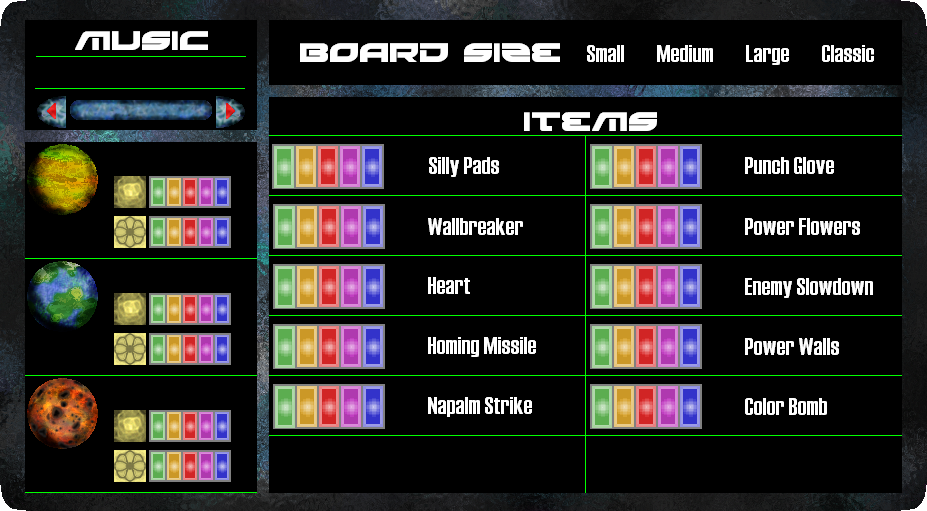 MUSIC
BOARD SIZE Small Medium Large Classic
ITEMS
Silly Pads Punch Glove
Wallbreaker Power Flowers
Heart Enemy Slowdown
Homing Missile Power Walls
Napalm Strike Color Bomb